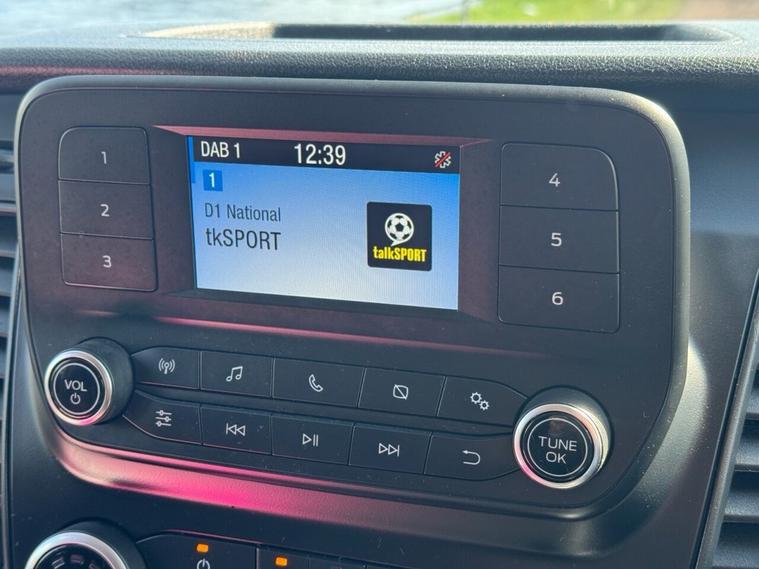 DAB 1 12:39
1
D1 National
tkSPORT
talkSPORT
1
2
3
4
5
6
VOL
TUNE
OK